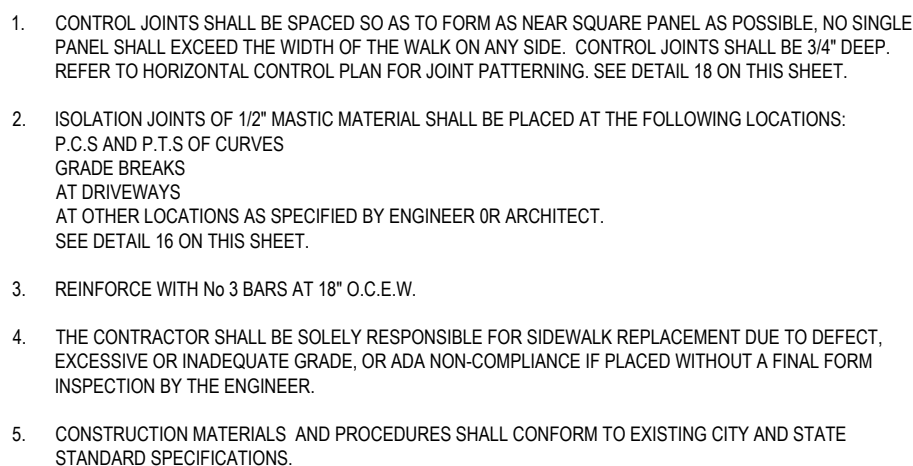 1. CONTROL JOINTS SHALL BE SPACED SO AS TO FORM AS NEAR SQUARE PANEL AS POSSIBLE, NO SINGLE
PANEL SHALL EXCEED THE WIDTH OF THE WALK ON ANY SIDE. CONTROL JOINTS SHALL BE 3/4" DEEP.
REFER TO HORIZONTAL CONTROL PLAN FOR JOINT PATTERNING. SEE DETAIL 18 ON THIS SHEET.
2. ISOLATION JOINTS OF 1/2" MASTIC MATERIAL SHALL BE PLACED AT THE FOLLOWING LOCATIONS:
P.C.S AND P.T.S OF CURVES
GRADE BREAKS
AT DRIVEWAYS
AT OTHER LOCATIONS AS SPECIFIED BY ENGINEER 0R ARCHITECT.
SEE DETAIL 16 ON THIS SHEET.
3. REINFORCE WITH No 3 BARS AT 18" O.C.E.W.
4. THE CONTRACTOR SHALL BE SOLELY RESPONSIBLE FOR SIDEWALK REPLACEMENT DUE TO DEFECT,
EXCESSIVE OR INADEQUATE GRADE, OR ADA NON-COMPLIANCE IF PLACED WITHOUT A FINAL FORM
INSPECTION BY THE ENGINEER.
5. CONSTRUCTION MATERIALS AND PROCEDURES SHALL CONFORM TO EXISTING CITY AND STATE
STANDARD SPECIFICATIONS.